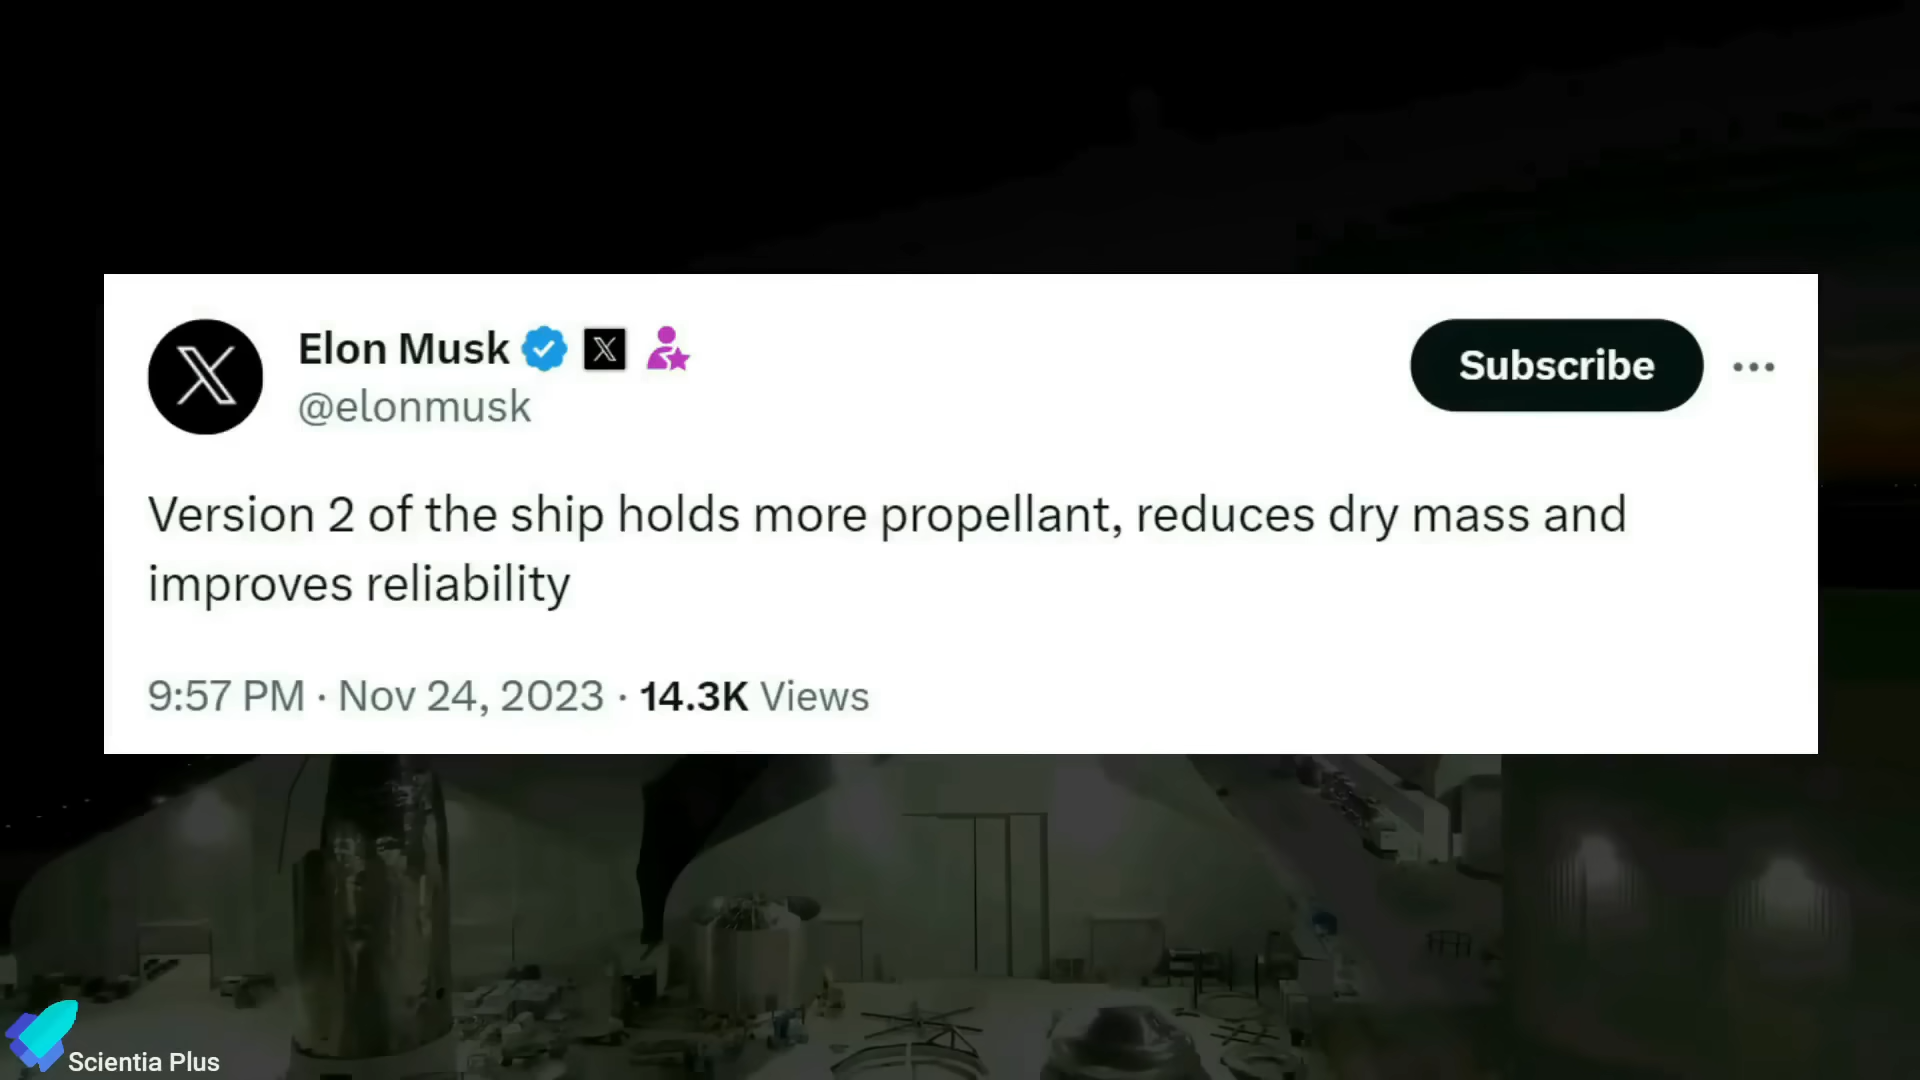 Elon Musk
@elonmusk
Subscribe
Version 2 of the ship holds more propellant, reduces dry mass and
improves reliability
9:57 PM · Nov 24, 2023 · 14.3K Views
Scientia Plus